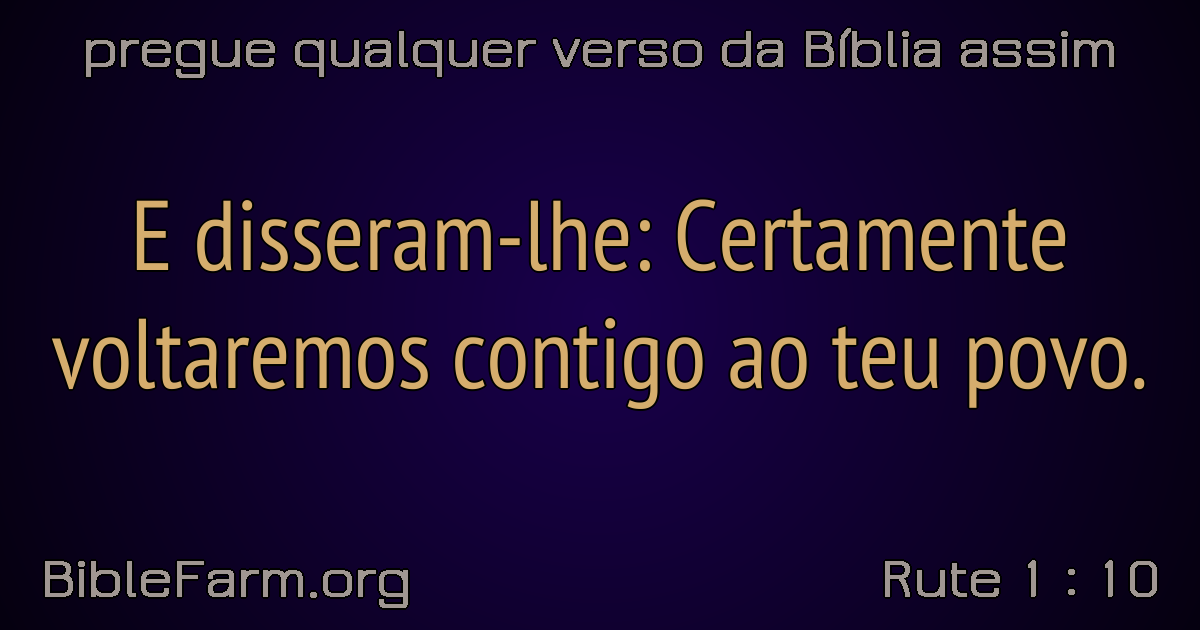 pregue qualquer verso da Bíblia assim
E disseram-lhe: Certamente
voltaremos contigo ao teu povo.
BibleFarm.org
Rute 1 : 10